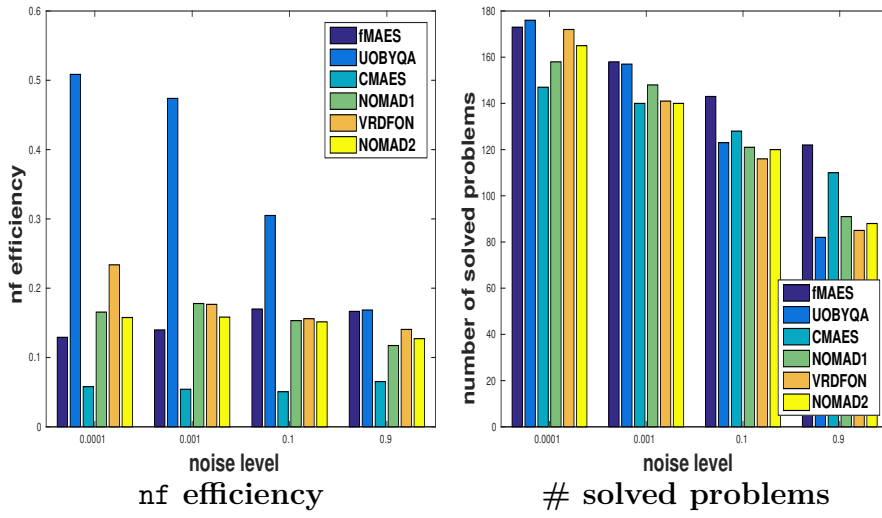 0.6
0.5
0.4
0.3
0.2
0.1
0
nf efficiency
fMAES
UOBYQA
CMAES
NOMAD1
VRDFON
NOMAD2
0.0001 0.001 0.1 0.9
noise level
nf efficiency
180
160
140
120
100
80
60
40
20
0
number of solved problems
fMAES
UOBYQA
CMAES
NOMAD1
VRDFON
NOMAD2
0.0001 0.001 0.1 0.9
noise level
# solved problems